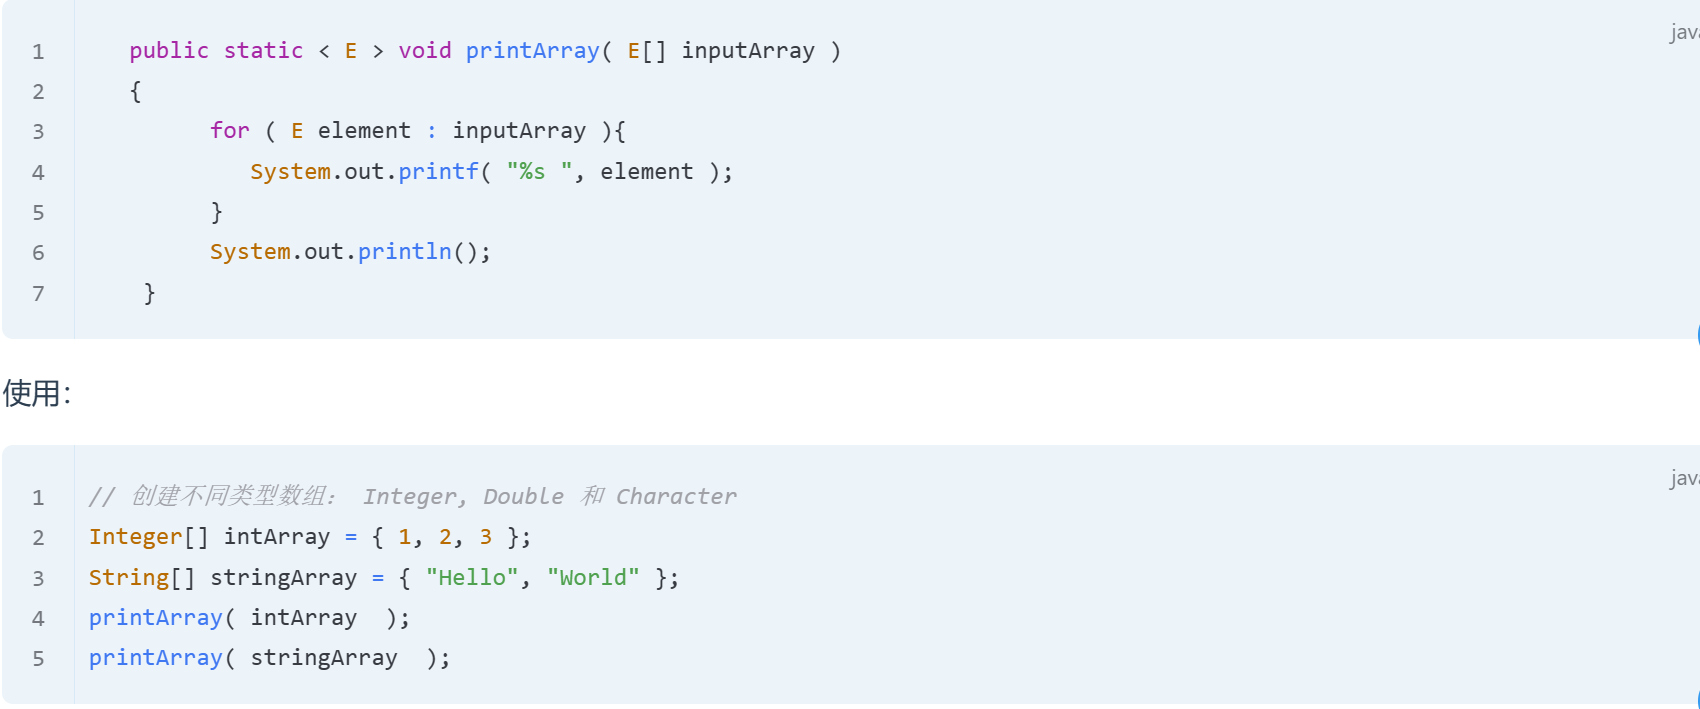 java
1 public static < E > void printArray( E[] inputArray )
2 {
3 for ( E element : inputArray ){
4 System.out.printf( "%s ", element );
5 }
6 System.out.println();
7 }
使用：
java
1 // 创建不同类型数组： Integer, Double 和 Character
2 Integer[] intArray = { 1, 2, 3 };
3 String[] stringArray = { "Hello", "World" };
4 printArray( intArray  );
5 printArray( stringArray  );